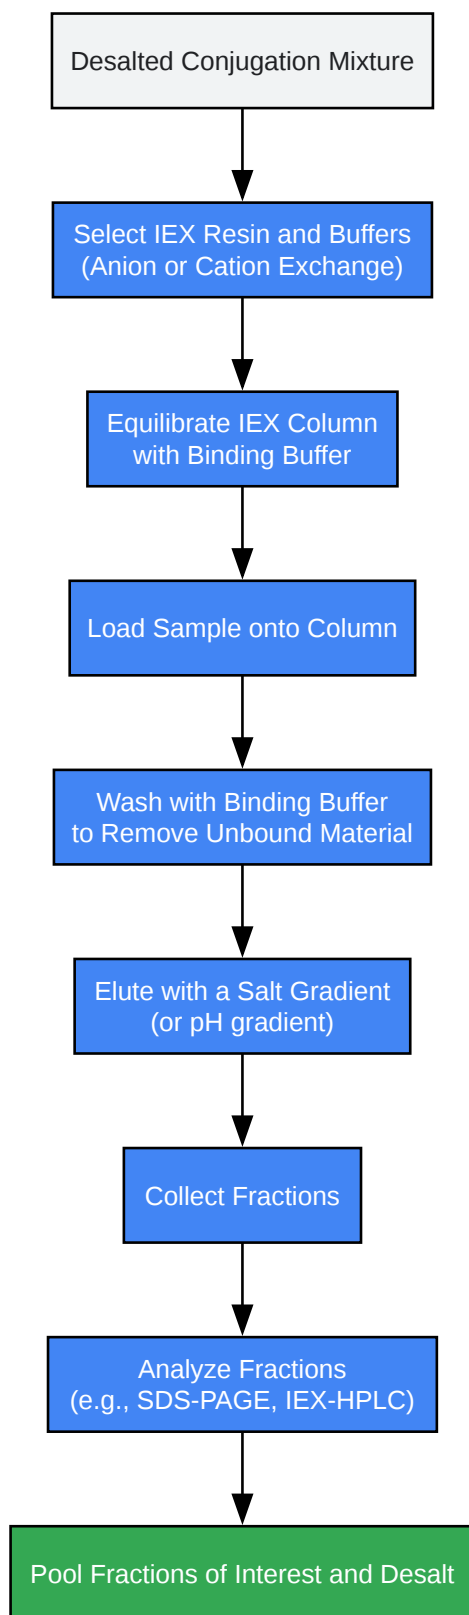 Desalted Conjugation Mixture
Select IEX Resin and Buffers
(Anion or Cation Exchange)
Equilibrate IEX Column
with Binding Buffer
Load Sample onto Column
Wash with Binding Buffer
to Remove Unbound Material
Elute with a Salt Gradient
(or pH gradient)
Collect Fractions
Analyze Fractions
(e.g., SDS-PAGE, IEX-HPLC)
Pool Fractions of Interest and Desalt